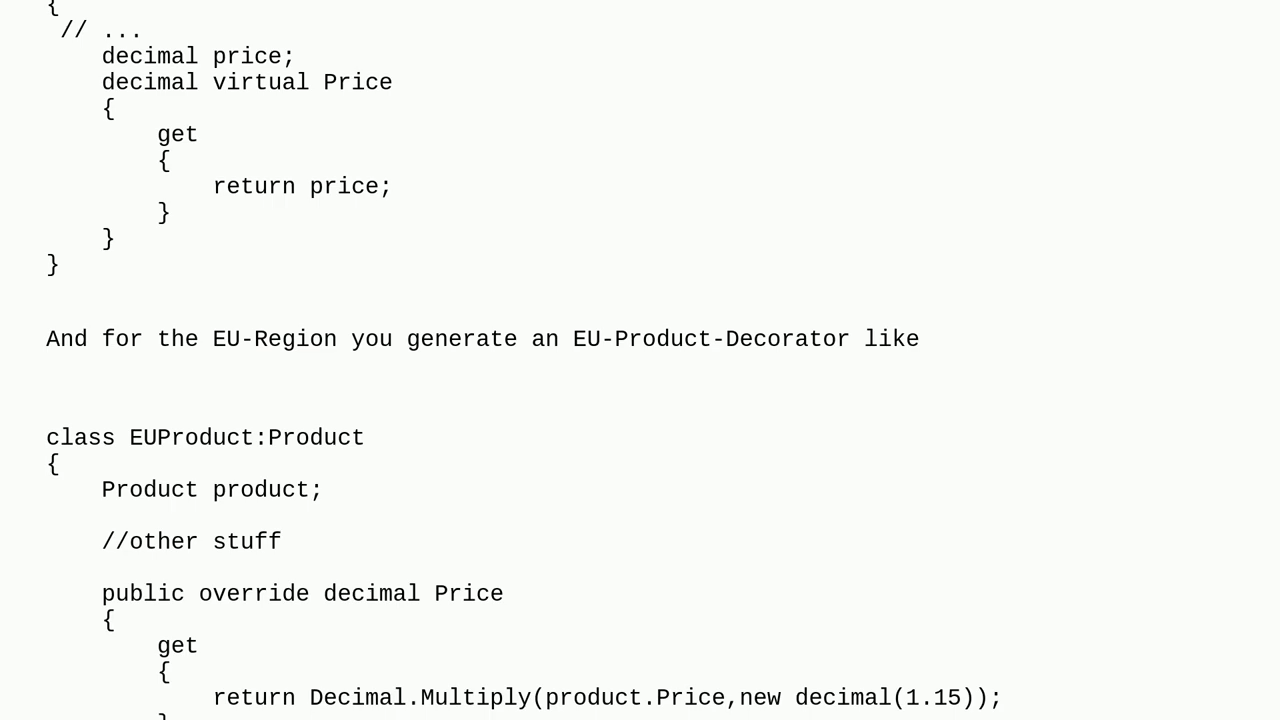 {
 // ...
    decimal price;
    decimal virtual Price
    {
        get
        {
            return price;
        }
    }
}
And for the EU-Region you generate an EU-Product-Decorator like
class EUProduct:Product
{
    Product product;
    //other stuff
    public override decimal Price
    {
        get
        {
            return Decimal.Multiply(product.Price,new decimal(1.15));
        }